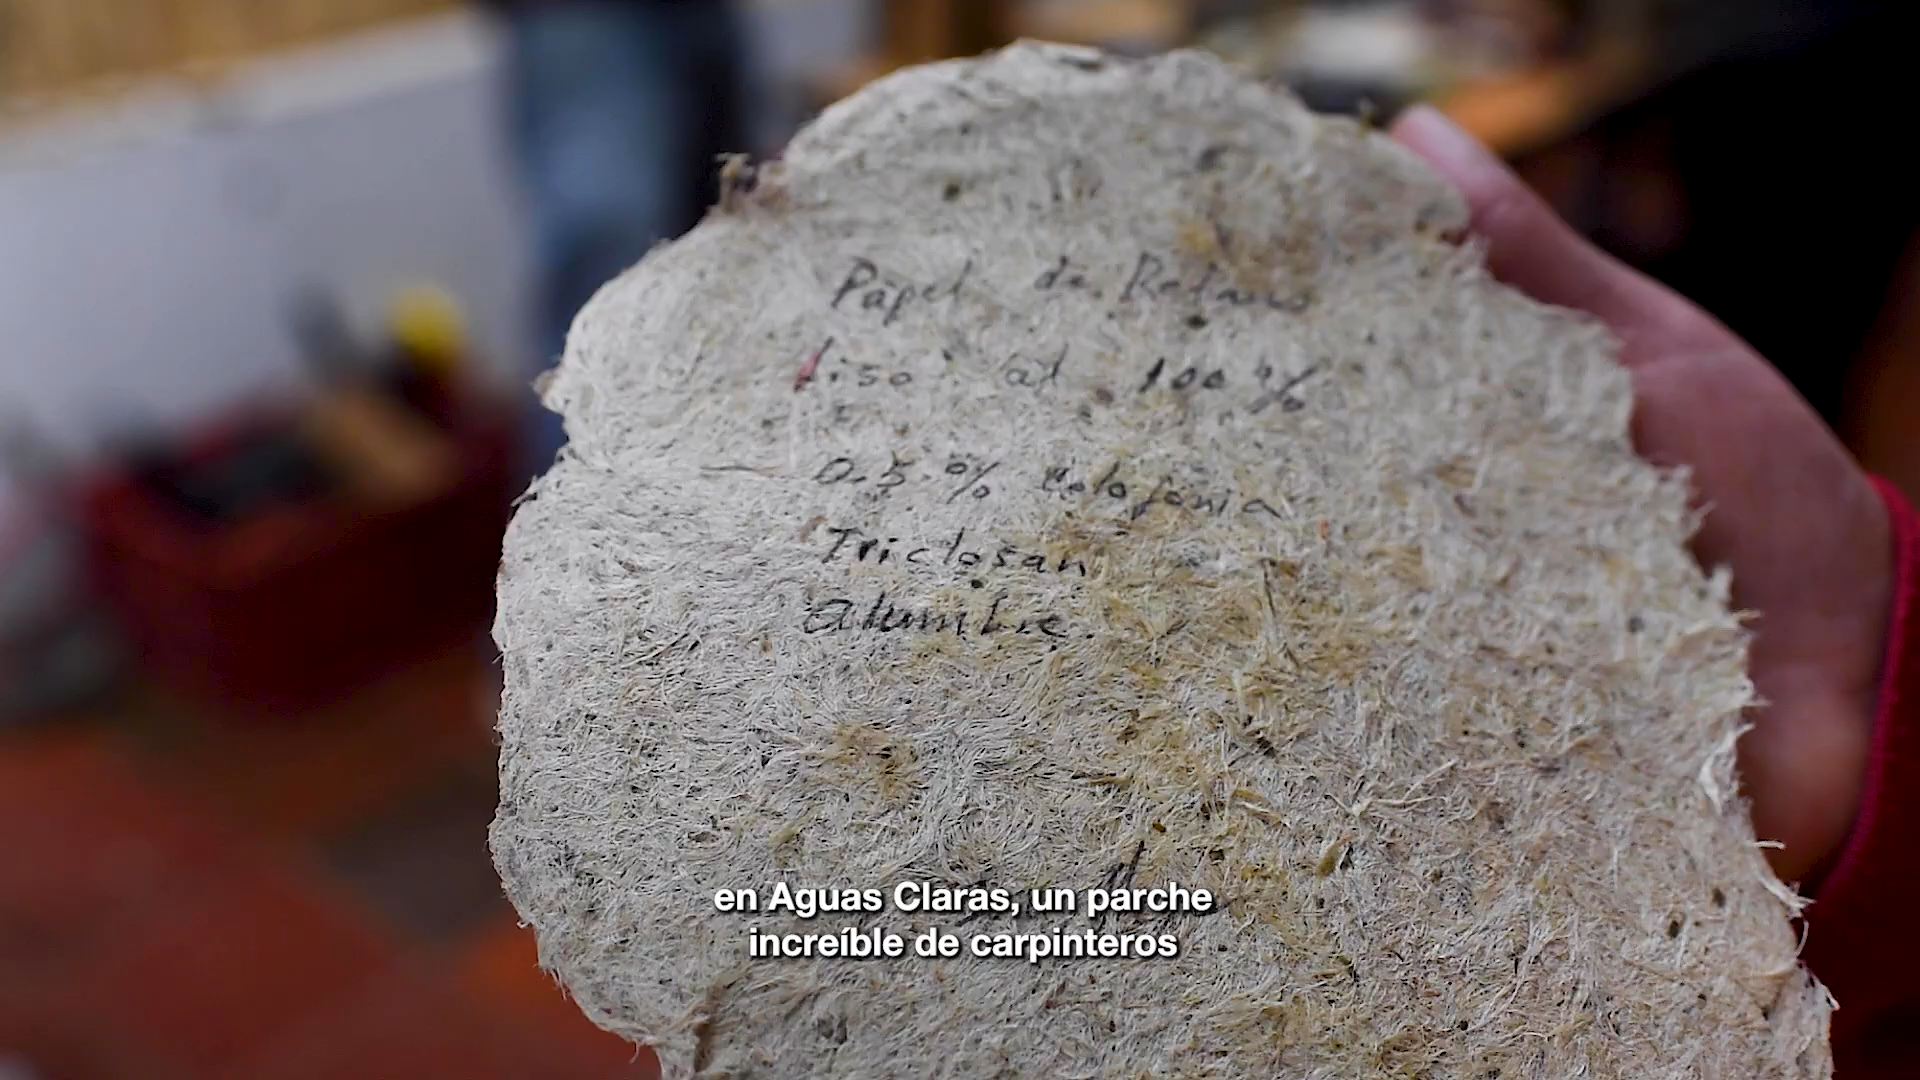 Papel de Retamo
Liso al 100%
0.5% Colofonia
Triclosan
alumbre.
en Aguas Claras, un parche
increíble de carpinteros